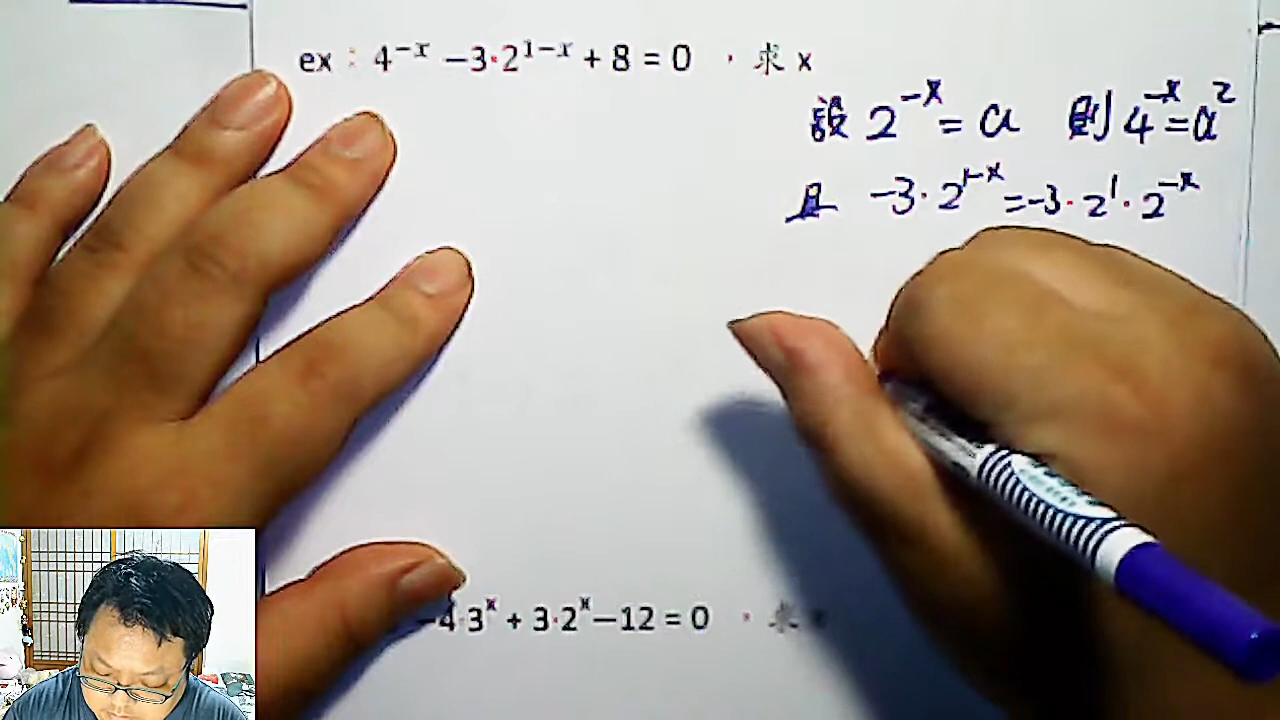 ex：4⁻ˣ −3·2¹⁻ˣ + 8 = 0 ，求 x
設 2⁻ˣ = a 則 4⁻ˣ = a²
且 −3·2¹⁻ˣ = −3·2¹·2⁻ˣ
−4·3ˣ + 3·2ˣ −12 = 0 ，求 x